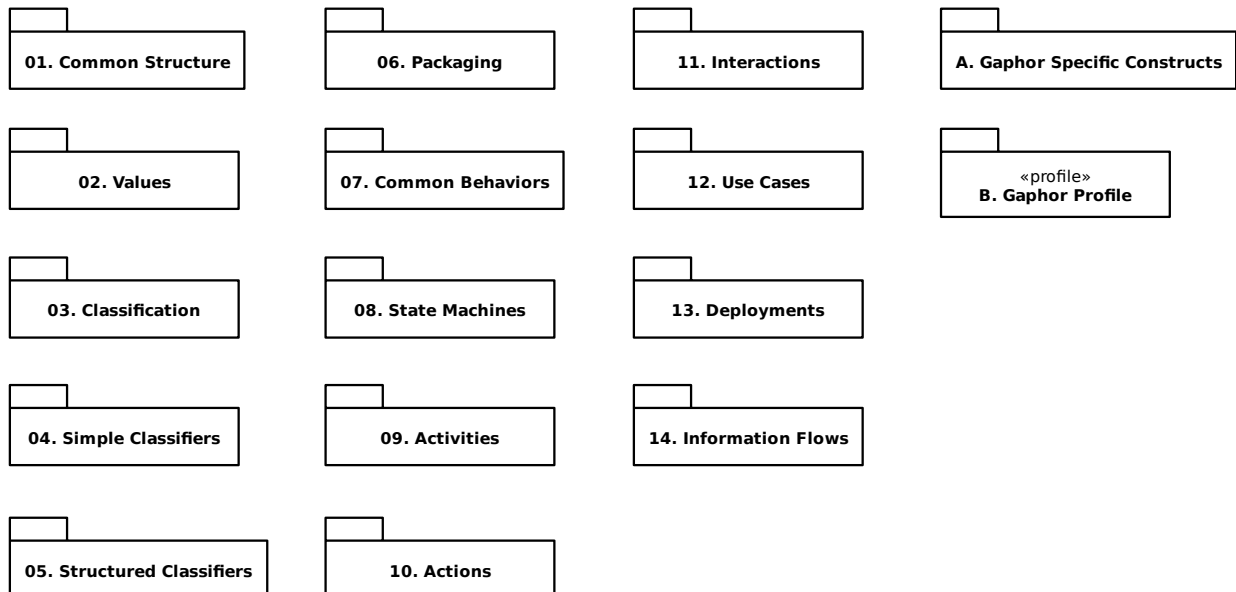 01. Common Structure
06. Packaging
11. Interactions
A. Gaphor Specific Constructs
02. Values
07. Common Behaviors
12. Use Cases
«profile»
B. Gaphor Profile
03. Classification
08. State Machines
13. Deployments
04. Simple Classifiers
09. Activities
14. Information Flows
05. Structured Classifiers
10. Actions